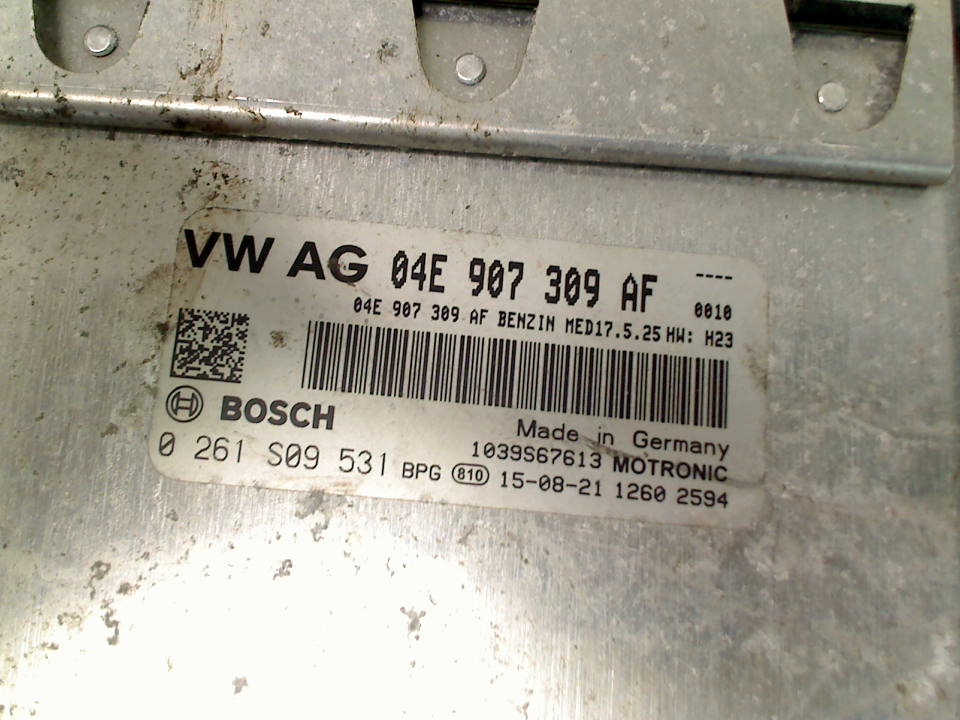 VW AG 04E 907 309 AF ----
0010
04E 907 309 AF BENZIN MED17.5.25 HW: H23
BOSCH
Made in Germany
1039S67613 MOTRONIC
0 261 S09 531 BPG 810 15-08-21 1260 2594